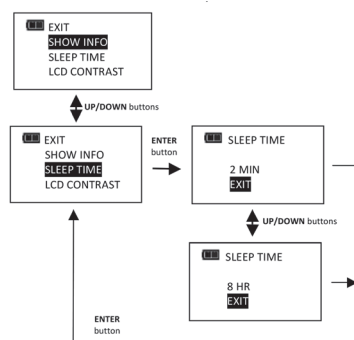 EXIT
SHOW INFO
SLEEP TIME
LCD CONTRAST
UP/DOWN buttons
EXIT
SHOW INFO
SLEEP TIME
LCD CONTRAST
ENTER
button
SLEEP TIME
2 MIN
EXIT
UP/DOWN buttons
SLEEP TIME
8 HR
EXIT
ENTER
button